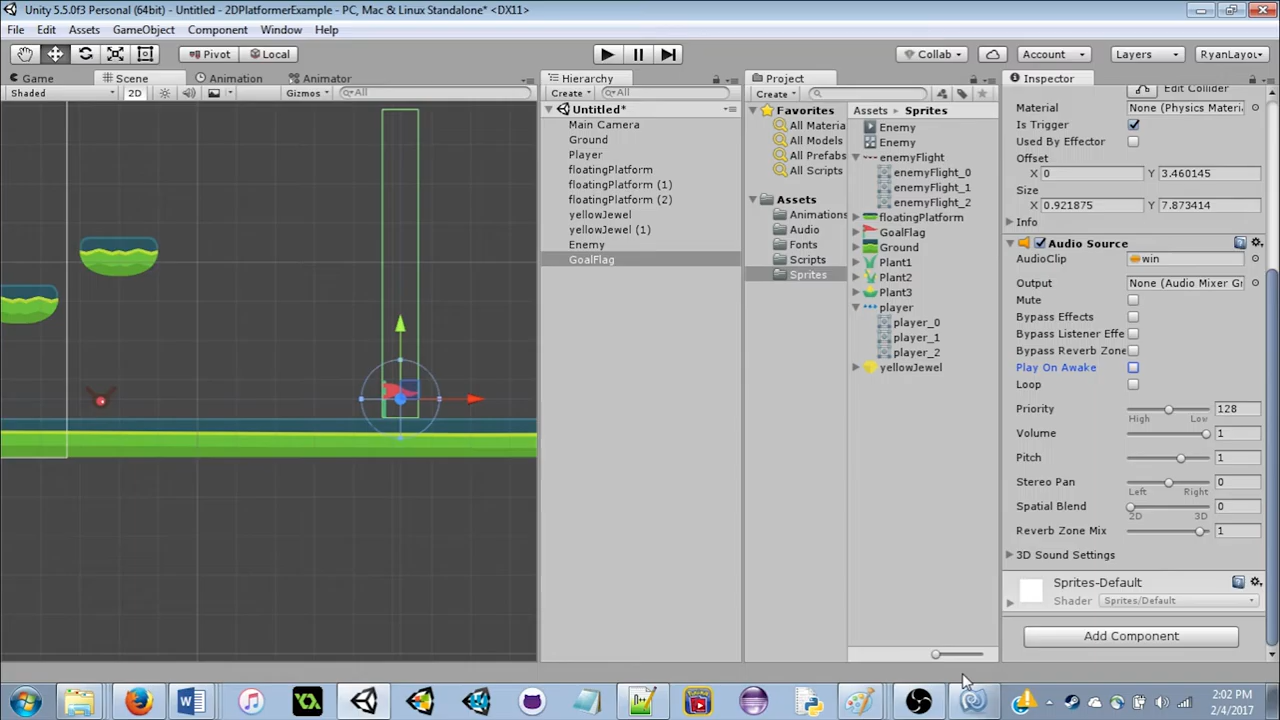 Unity 5.5.0f3 Personal (64bit) - Untitled - 2DPlatformerExample - PC, Mac & Linux Standalone* <DX11>
File Edit Assets GameObject Component Window Help
Pivot Local Collab Account Layers RyanLayou
Game Scene Animation Animator
Shaded 2D Gizmos All
Hierarchy
Create All
Untitled*
Main Camera
Ground
Player
floatingPlatform
floatingPlatform (1)
floatingPlatform (2)
yellowJewel
yellowJewel (1)
Enemy
GoalFlag
Project
Create
Favorites
All Materia
All Models
All Prefabs
All Scripts
Assets
Animations
Audio
Fonts
Scripts
Sprites
Assets Sprites
Enemy
Enemy
enemyFlight
enemyFlight_0
enemyFlight_1
enemyFlight_2
floatingPlatform
GoalFlag
Ground
Plant1
Plant2
Plant3
player
player_0
player_1
player_2
yellowJewel
Inspector
Edit Collider
Material None (Physics Materi
Is Trigger
Used By Effector
Offset
X 0 Y 3.460145
Size
X 0.921875 Y 7.873414
Info
Audio Source
AudioClip win
Output None (Audio Mixer Gr
Mute
Bypass Effects
Bypass Listener Effe
Bypass Reverb Zone
Play On Awake
Loop
Priority 128
High Low
Volume 1
Pitch 1
Stereo Pan 0
Left Right
Spatial Blend 0
2D 3D
Reverb Zone Mix 1
3D Sound Settings
Sprites-Default
Shader Sprites/Default
Add Component
2:02 PM
2/4/2017